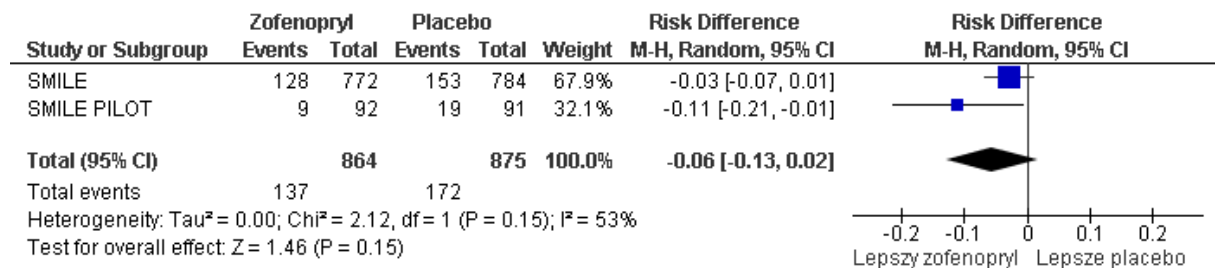 Zofenopryl Placebo Risk Difference Risk Difference
Study or Subgroup Events Total Events Total Weight M-H, Random, 95% CI M-H, Random, 95% CI
SMILE 128 772 153 784 67.9% -0.03 [-0.07, 0.01]
SMILE PILOT 9 92 19 91 32.1% -0.11 [-0.21, -0.01]
Total (95% CI) 864 875 100.0% -0.06 [-0.13, 0.02]
Total events 137 172
Heterogeneity: Tau² = 0.00; Chi² = 2.12, df = 1 (P = 0.15); I² = 53%
Test for overall effect: Z = 1.46 (P = 0.15)
-0.2 -0.1 0 0.1 0.2
Lepszy zofenopryl Lepsze placebo